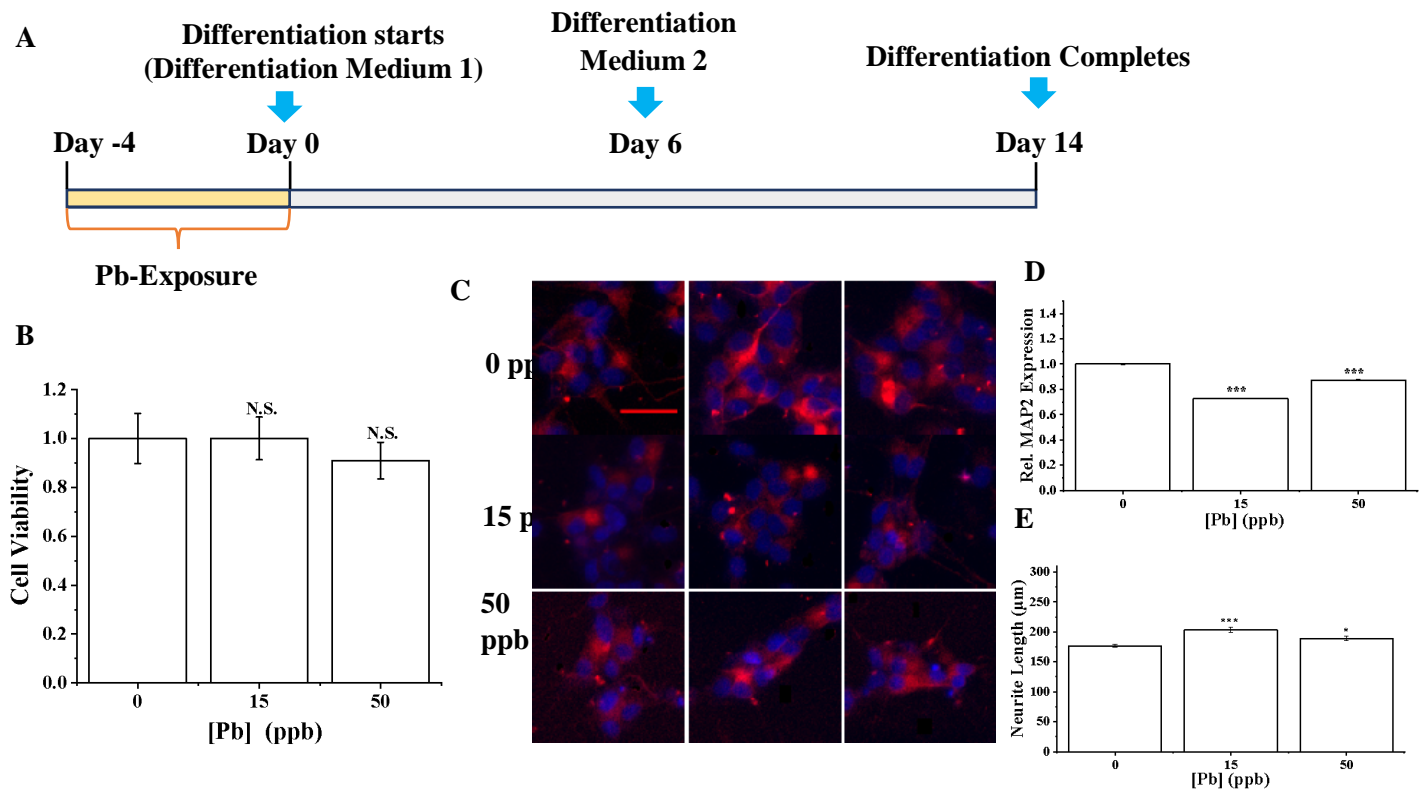 A
Differentiation starts
(Differentiation Medium 1)
Differentiation
Medium 2
Differentiation Completes
Day -4
Day 0
Day 6
Day 14
Pb-Exposure
B
Cell Viability
1.2
1.0
0.8
0.6
0.4
0.2
0.0
N.S.
N.S.
0
15
50
[Pb] (ppb)
C
0 pp
15 p
50
ppb
D
Rel. MAP2 Expression
1.4
1.2
1.0
0.8
0.6
0.4
0.2
0.0
***
***
0
15
50
[Pb] (ppb)
E
Neurite Length (µm)
300
250
200
150
100
50
0
***
*
0
15
50
[Pb] (ppb)